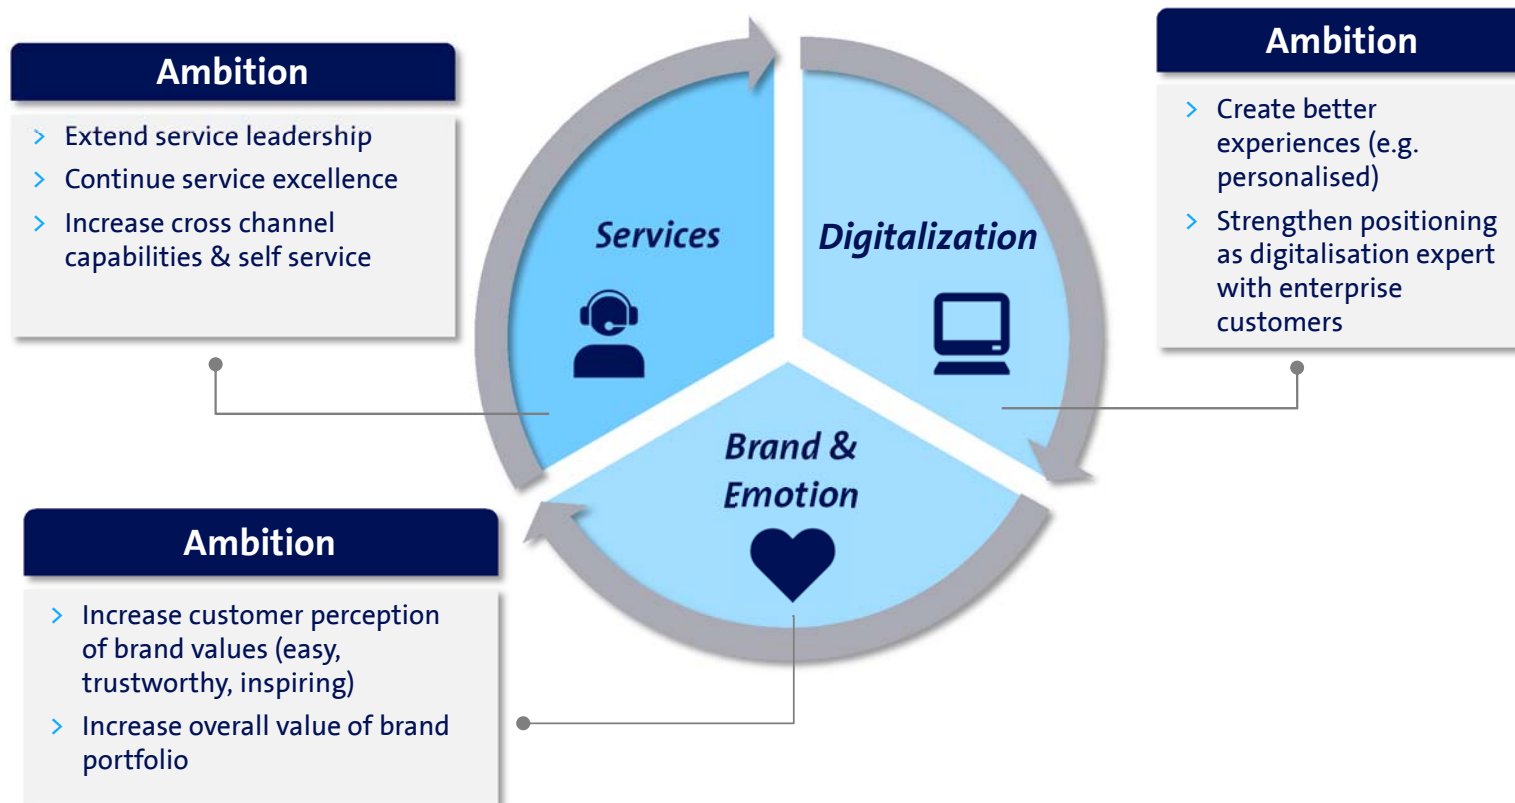 Ambition
> Extend service leadership
> Continue service excellence
> Increase cross channel
capabilities & self service
Services
Digitalization
Brand &
Emotion
Ambition
> Create better
experiences (e.g.
personalised)
> Strengthen positioning
as digitalisation expert
with enterprise
customers
Ambition
> Increase customer perception
of brand values (easy,
trustworthy, inspiring)
> Increase overall value of brand
portfolio